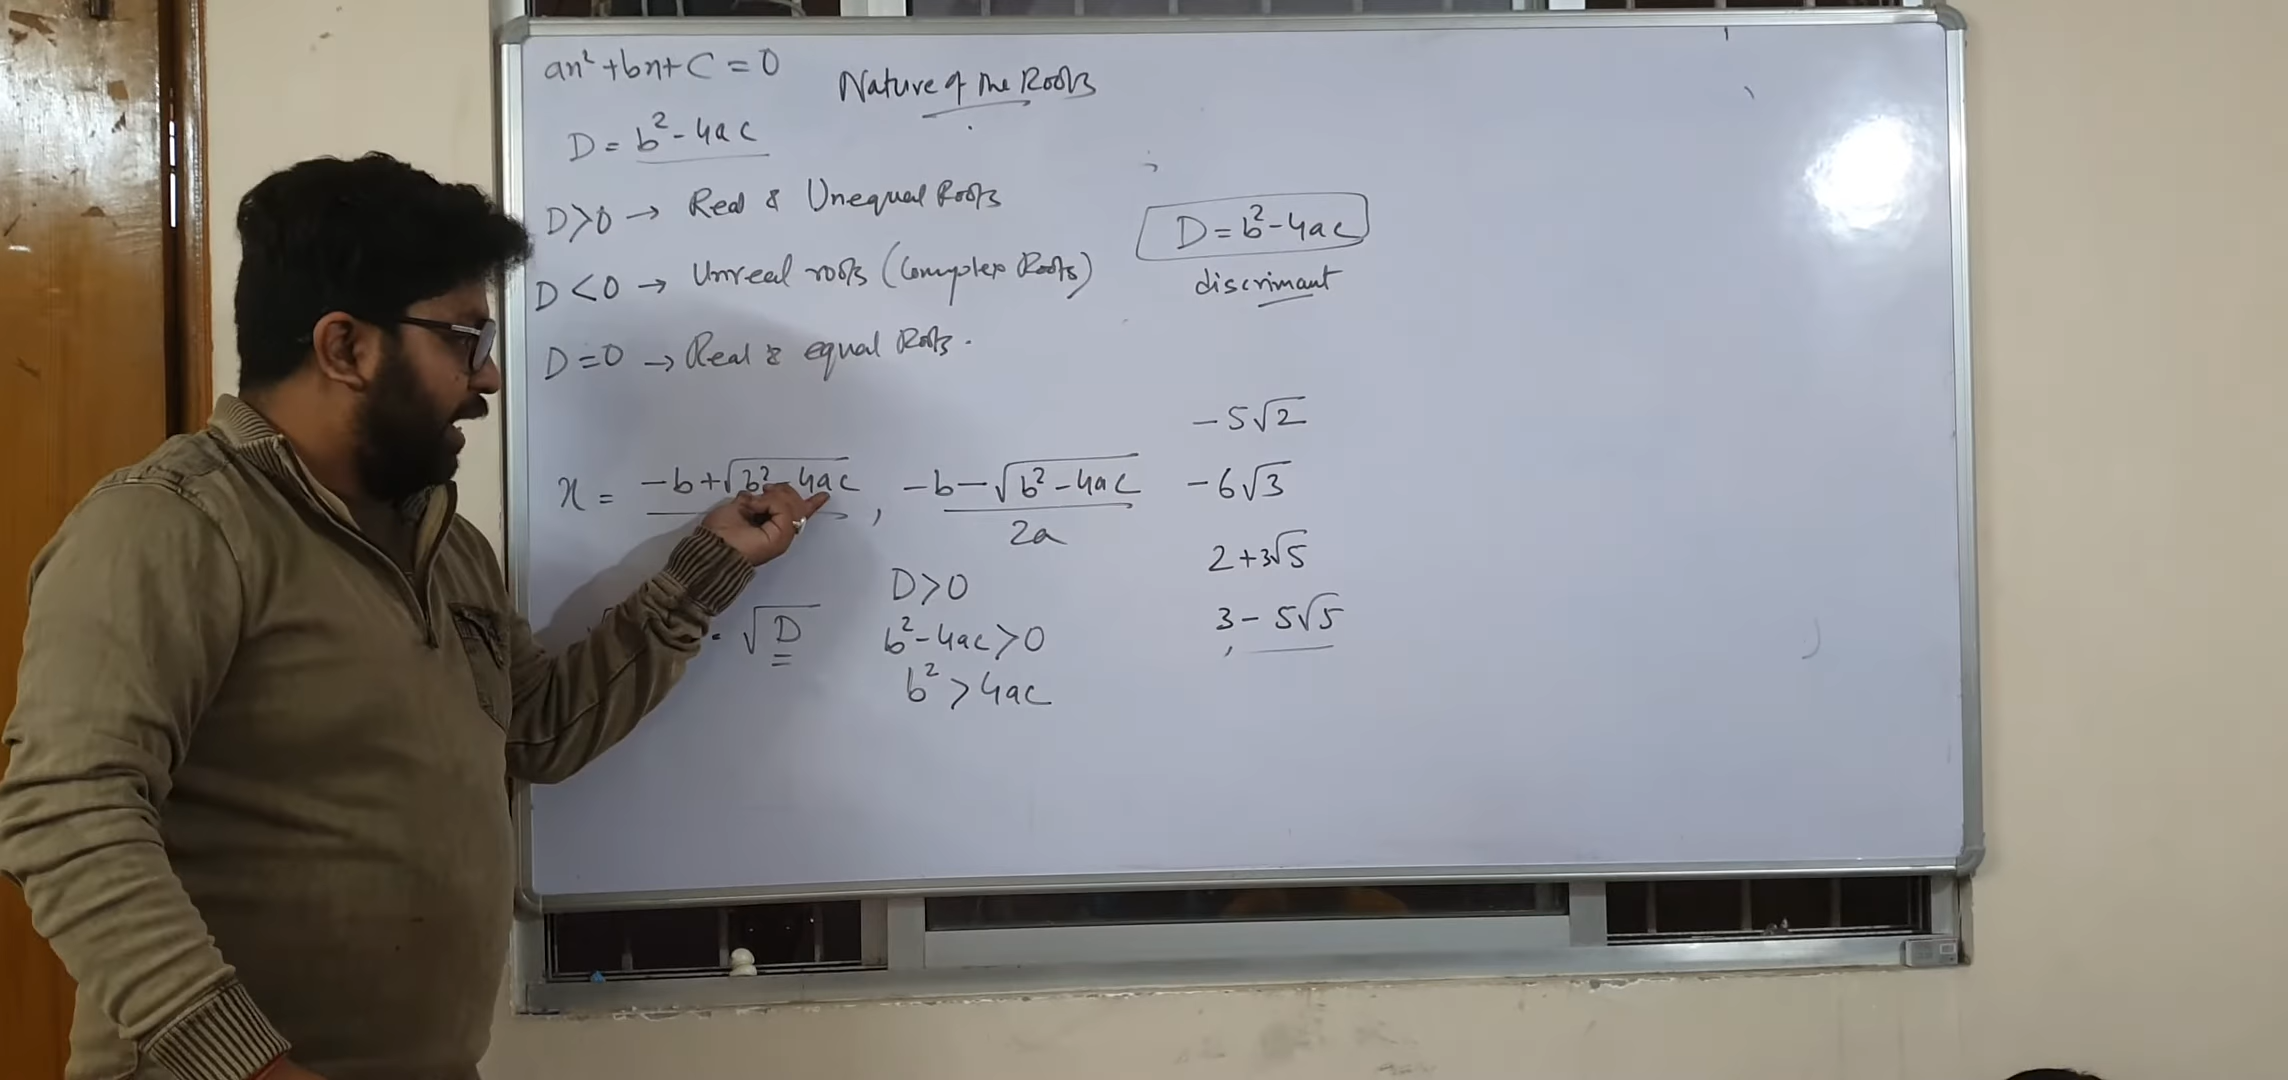 ax² + bx + C = 0
Nature of the Roots
D = b² - 4ac
D>0 → Real & Unequal Roots
D<0 → Unreal roots (Complex Roots)
D=0 → Real & equal Roots.
D = b² - 4ac
discrimant
x = -b+√b² - 4ac , -b-√b² - 4ac
2a
= √D
D>0
b² - 4ac > 0
b² > 4ac
- 5√2
- 6√3
2 + 3√5
3 - 5√5